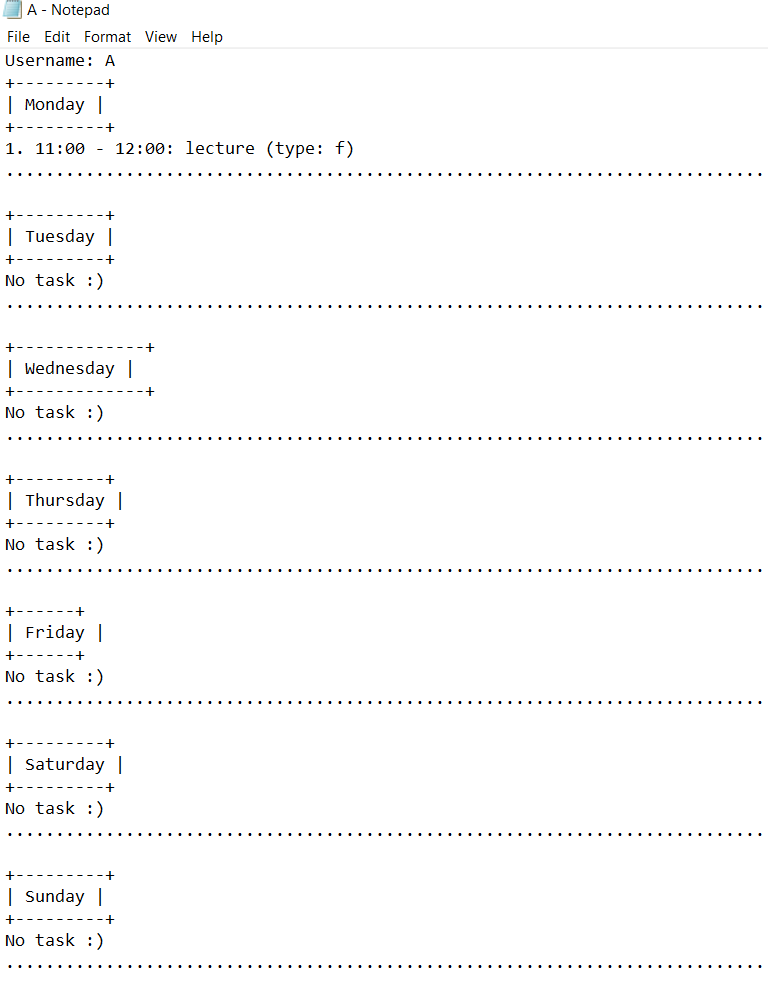 A - Notepad
File Edit Format View Help
Username: A
+---------+
| Monday |
+---------+
1. 11:00 - 12:00: lecture (type: f)
............................................................................
+---------+
| Tuesday |
+---------+
No task :)
............................................................................
+-------------+
| Wednesday |
+-------------+
No task :)
............................................................................
+---------+
| Thursday |
+---------+
No task :)
............................................................................
+------+
| Friday |
+------+
No task :)
............................................................................
+---------+
| Saturday |
+---------+
No task :)
............................................................................
+---------+
| Sunday |
+---------+
No task :)
............................................................................